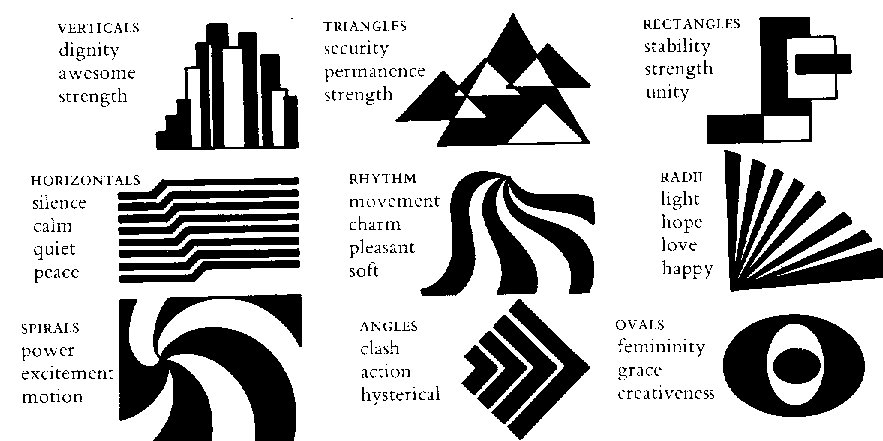 VERTICALS
dignity
awesome
strength
TRIANGLES
security
permanence
strength
RECTANGLES
stability
strength
unity
HORIZONTALS
silence
calm
quiet
peace
RHYTHM
movement
charm
pleasant
soft
RADII
light
hope
love
happy
SPIRALS
power
excitement
motion
ANGLES
clash
action
hysterical
OVALS
femininity
grace
creativeness